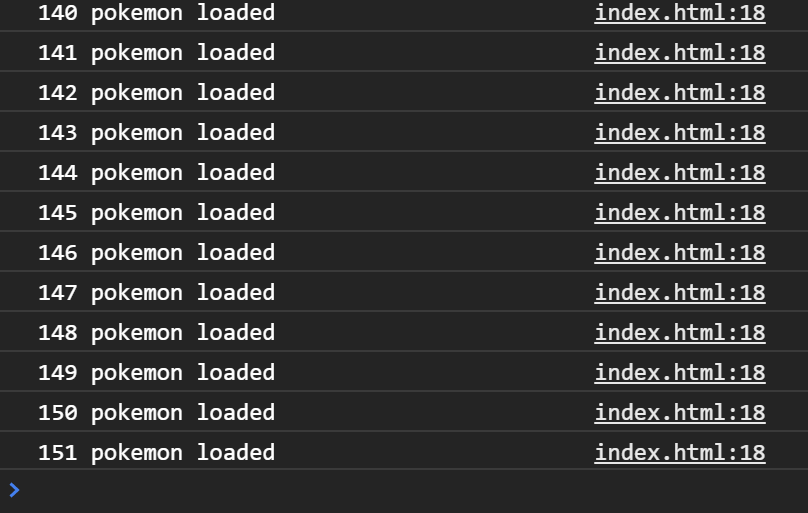 140 pokemon loaded index.html:18
141 pokemon loaded index.html:18
142 pokemon loaded index.html:18
143 pokemon loaded index.html:18
144 pokemon loaded index.html:18
145 pokemon loaded index.html:18
146 pokemon loaded index.html:18
147 pokemon loaded index.html:18
148 pokemon loaded index.html:18
149 pokemon loaded index.html:18
150 pokemon loaded index.html:18
151 pokemon loaded index.html:18